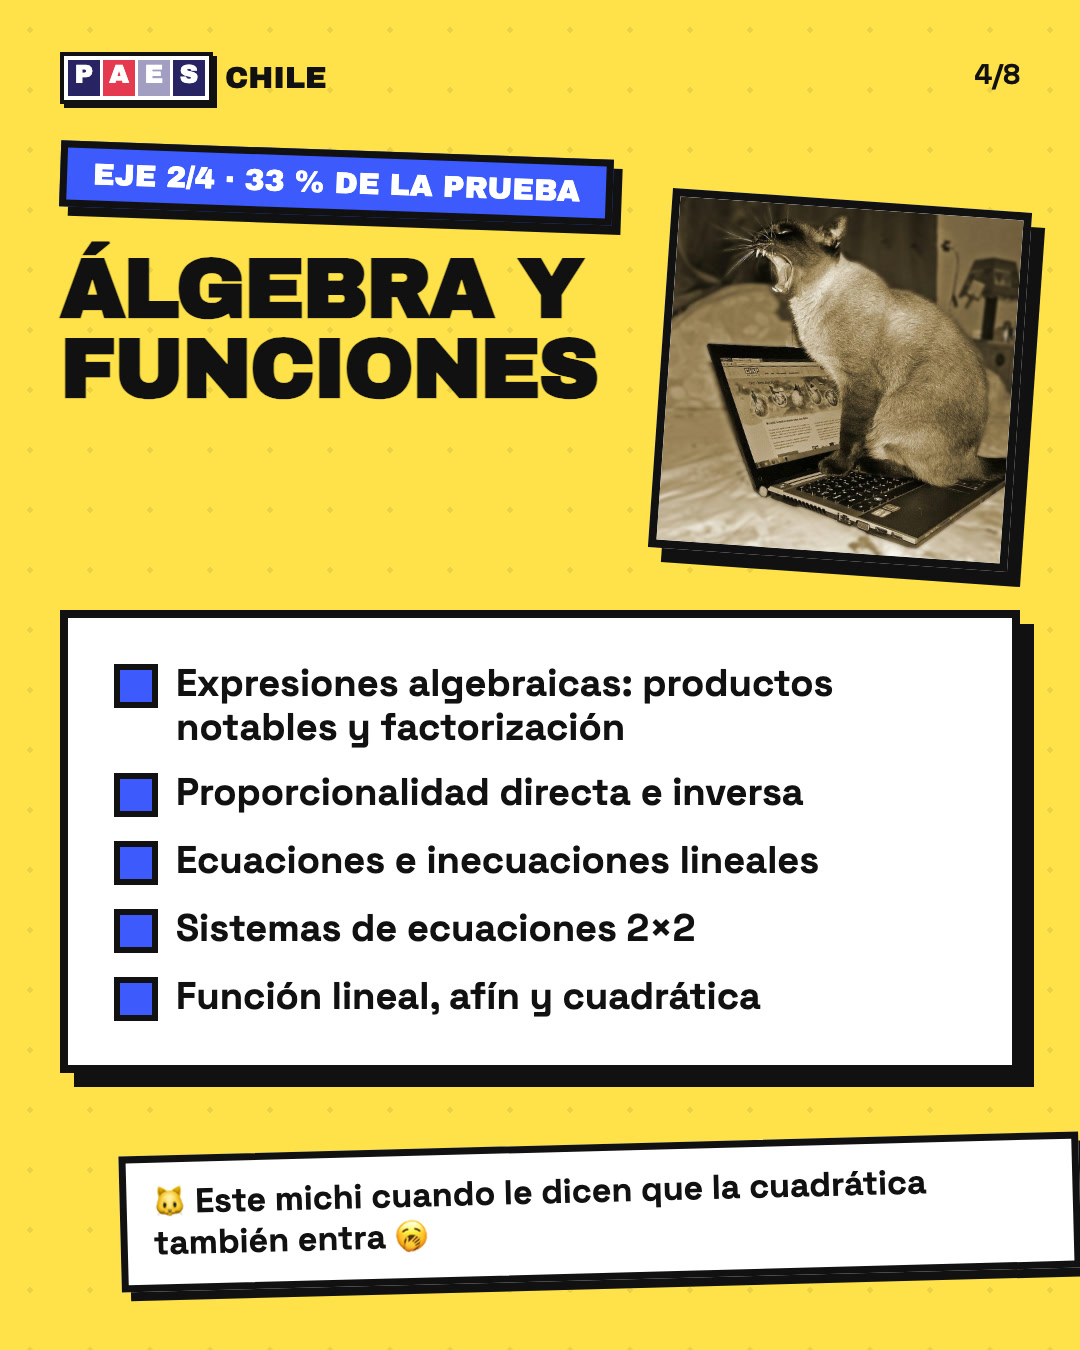 PAES CHILE
4/8
EJE 2/4 · 33 % DE LA PRUEBA
ÁLGEBRA Y
FUNCIONES
Expresiones algebraicas: productos
notables y factorización
Proporcionalidad directa e inversa
Ecuaciones e inecuaciones lineales
Sistemas de ecuaciones 2×2
Función lineal, afín y cuadrática
🐱 Este michi cuando le dicen que la cuadrática
también entra 🥱